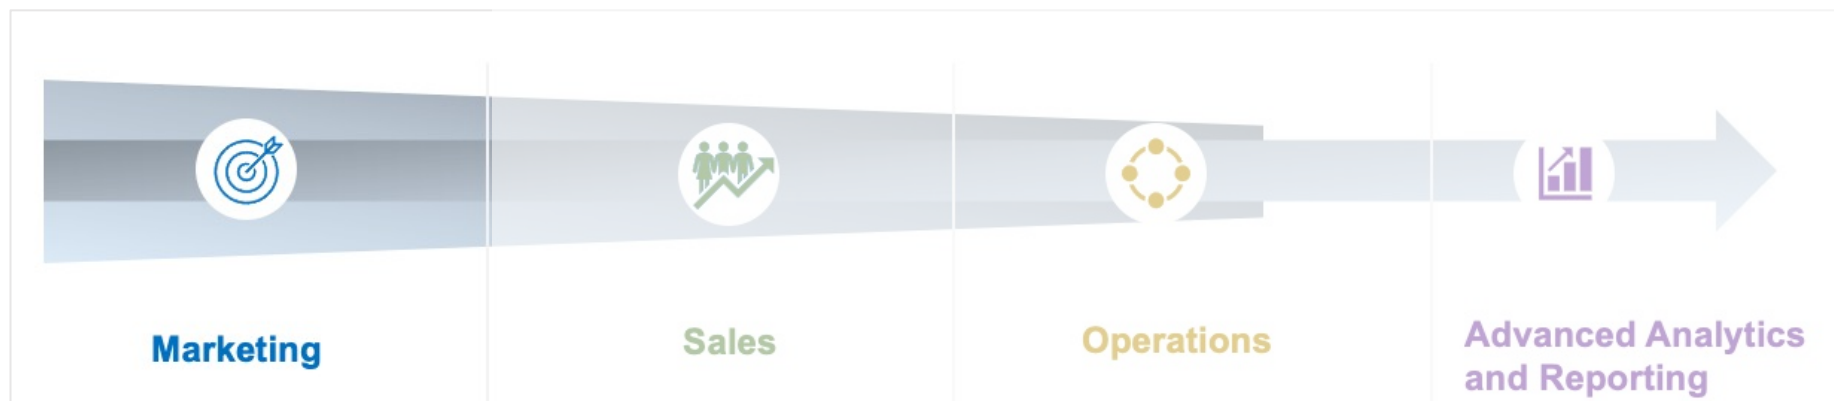 Marketing
Sales
Operations
Advanced Analytics
and Reporting